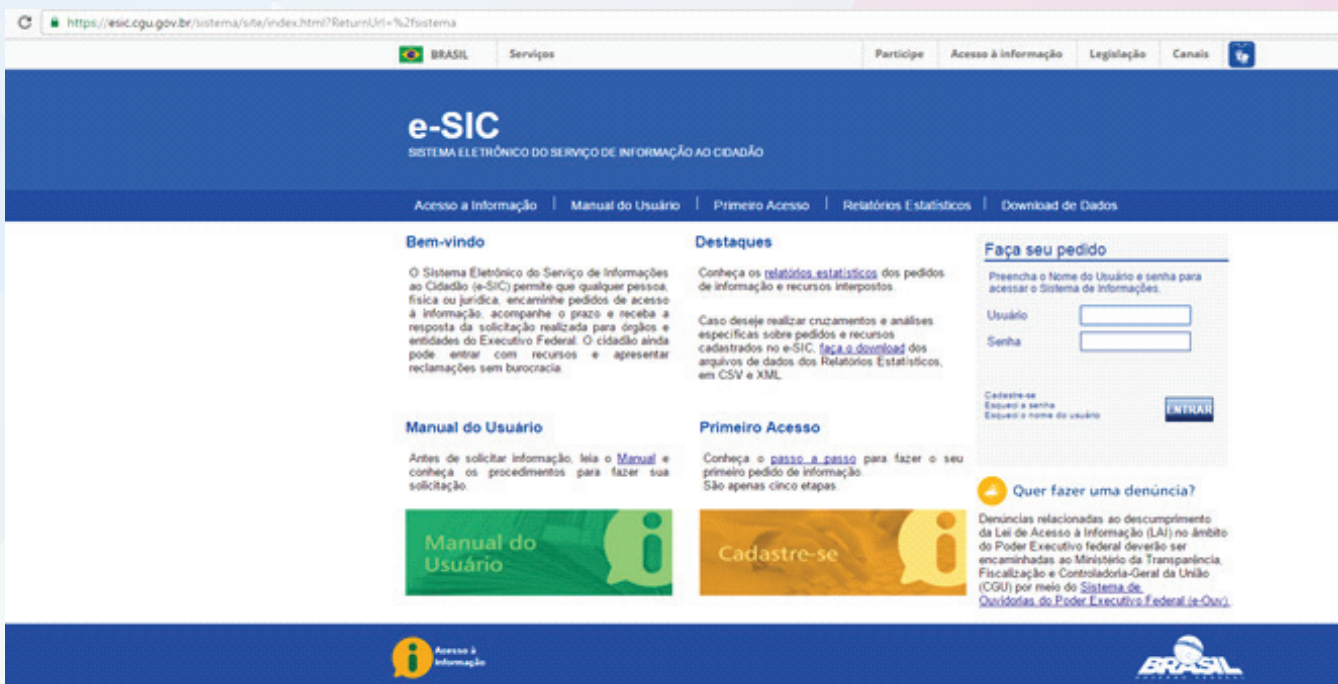 https://esic.cgu.gov.br/sistema/site/index.html?ReturnUrl=%2fsistema
BRASIL Serviços Participe Acesso à informação Legislação Canais
e-SIC
SISTEMA ELETRÔNICO DO SERVIÇO DE INFORMAÇÃO AO CIDADÃO
Acesso a Informação | Manual do Usuário | Primeiro Acesso | Relatórios Estatísticos | Download de Dados
Bem-vindo
O Sistema Eletrônico do Serviço de Informações
ao Cidadão (e-SIC) permite que qualquer pessoa,
física ou jurídica, encaminhe pedidos de acesso
à informação, acompanhe o prazo e receba a
resposta da solicitação realizada para órgãos e
entidades do Executivo Federal. O cidadão ainda
pode entrar com recursos e apresentar
reclamações sem burocracia.
Destaques
Conheça os relatórios estatísticos dos pedidos
de informação e recursos interpostos.
Caso deseje realizar cruzamentos e análises
específicas sobre pedidos e recursos
cadastrados no e-SIC, faça o download dos
arquivos de dados dos Relatórios Estatísticos,
em CSV e XML
Faça seu pedido
Preencha o Nome do Usuário e senha para
acessar o Sistema de Informações.
Usuário
Senha
Cadastre-se
Esqueci a senha
Esqueci o nome do usuário
ENTRAR
Manual do Usuário
Antes de solicitar informação, leia o Manual e
conheça os procedimentos para fazer sua
solicitação.
Primeiro Acesso
Conheça o passo a passo para fazer o seu
primeiro pedido de informação.
São apenas cinco etapas.
Manual do
Usuário
Cadastre-se
Quer fazer uma denúncia?
Denúncias relacionadas ao descumprimento
da Lei de Acesso à Informação (LAI) no âmbito
do Poder Executivo federal deverão ser
encaminhadas ao Ministério da Transparência,
Fiscalização e Controladoria-Geral da União
(CGU) por meio do Sistema de
Ouvidorias do Poder Executivo Federal (e-Ouv).
Acesso à
Informação
BRASIL
GOVERNO FEDERAL